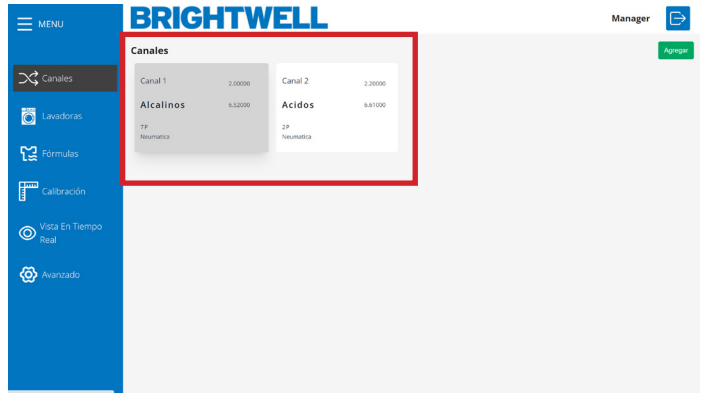 MENU
BRIGHTWELL
Manager
Canales
Agregar
Canales
Lavadoras
Fórmulas
Calibración
Vista En Tiempo
Real
Avanzado
Canal 1
2.00000
Alcalinos
6.52000
7P
Neumatica
Canal 2
2.20000
Acidos
6.61000
2P
Neumatica